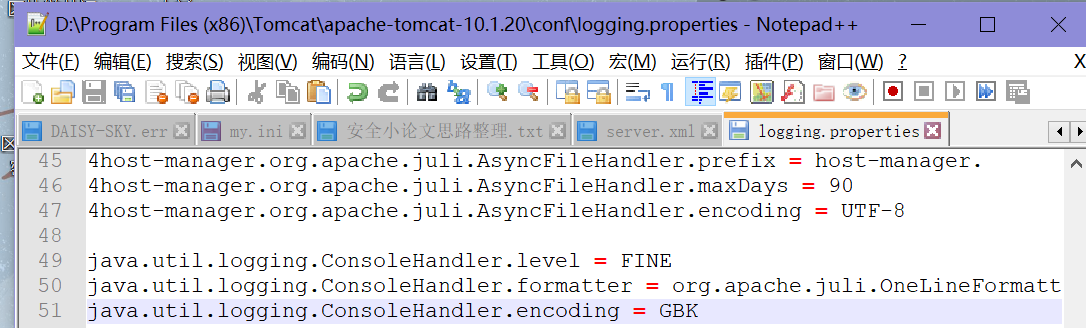 D:\Program Files (x86)\Tomcat\apache-tomcat-10.1.20\conf\logging.properties - Notepad++
文件(F) 编辑(E) 搜索(S) 视图(V) 编码(N) 语言(L) 设置(T) 工具(O) 宏(M) 运行(R) 插件(P) 窗口(W) ? X
DAISY-SKY.err my.ini 安全小论文思路整理.txt server.xml logging.properties
45 4host-manager.org.apache.juli.AsyncFileHandler.prefix = host-manager.
46 4host-manager.org.apache.juli.AsyncFileHandler.maxDays = 90
47 4host-manager.org.apache.juli.AsyncFileHandler.encoding = UTF-8
48
49 java.util.logging.ConsoleHandler.level = FINE
50 java.util.logging.ConsoleHandler.formatter = org.apache.juli.OneLineFormatt
51 java.util.logging.ConsoleHandler.encoding = GBK